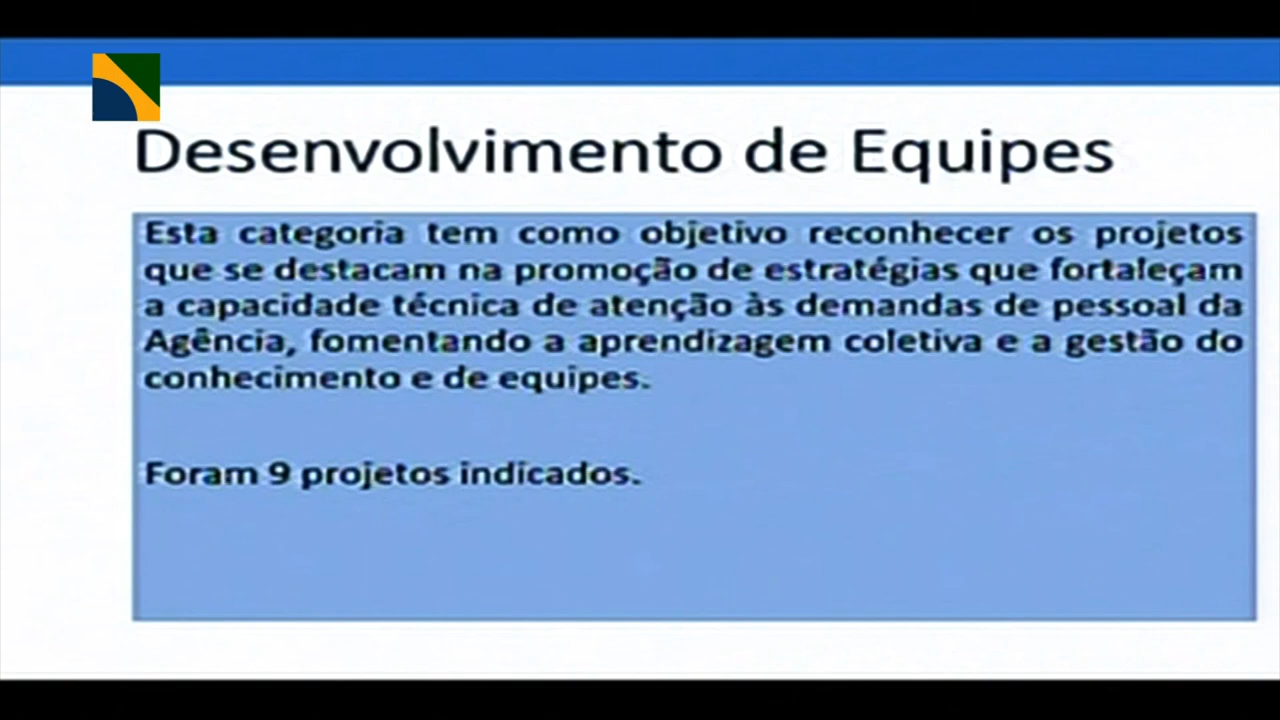 Desenvolvimento de Equipes
Esta categoria tem como objetivo reconhecer os projetos
que se destacam na promoção de estratégias que fortaleçam
a capacidade técnica de atenção às demandas de pessoal da
Agência, fomentando a aprendizagem coletiva e a gestão do
conhecimento e de equipes.
Foram 9 projetos indicados.